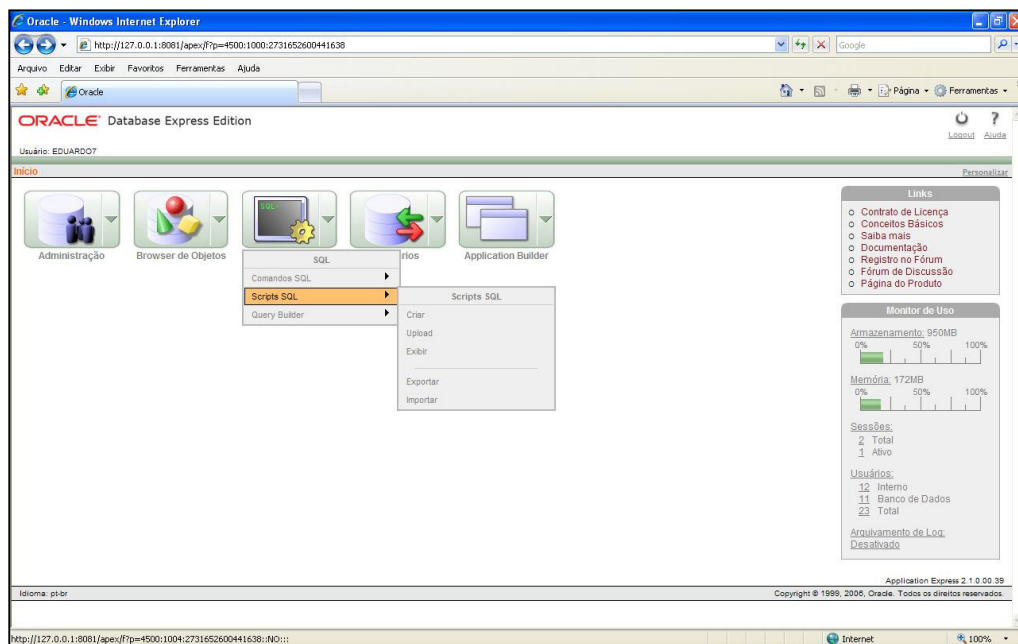 Oracle - Windows Internet Explorer
http://127.0.0.1:8081/apex/f?p=4500:1000:2731652600441638
Google
Arquivo Editar Exibir Favoritos Ferramentas Ajuda
Oracle
Página Ferramentas
ORACLE Database Express Edition
Logout Ajuda
Usuário: EDUARDO7
Início
Personalizar
SQL
Administração
Browser de Objetos
rios
Application Builder
SQL
Comandos SQL
Scripts SQL
Query Builder
Scripts SQL
Criar
Upload
Exibir
Exportar
Importar
Links
Contrato de Licença
Conceitos Básicos
Saiba mais
Documentação
Registro no Fórum
Fórum de Discussão
Página do Produto
Monitor de Uso
Armazenamento: 950MB
0% 50% 100%
Memória: 172MB
0% 50% 100%
Sessões:
2 Total
1 Ativo
Usuários:
12 Interno
11 Banco de Dados
23 Total
Arquivamento de Log:
Desativado
Application Express 2.1.0.00.39
Idioma: pt-br
Copyright © 1999, 2006, Oracle. Todos os direitos reservados.
http://127.0.0.1:8081/apex/f?p=4500:1004:2731652600441638::NO:::
Internet
100%